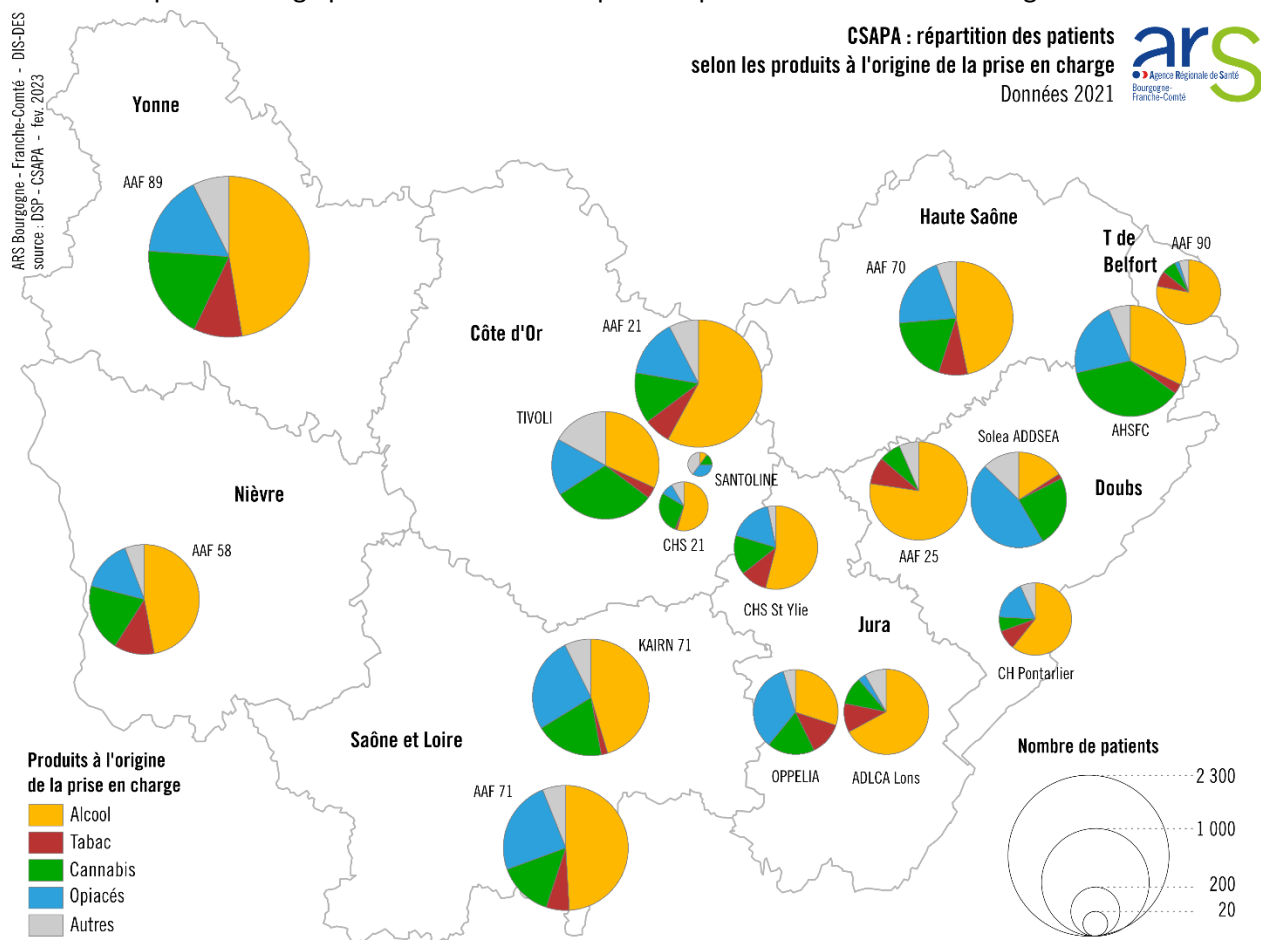 CSAPA : répartition des patients
selon les produits à l'origine de la prise en charge
Données 2021
ars
Agence Régionale de Santé
Bourgogne-
Franche-Comté
ARS Bourgogne - Franche-Comté - DIS-DES
source : DSP - CSAPA - fev. 2023
Yonne
AAF 89
Haute Saône
AAF 70
T de
Belfort
AAF 90
Côte d'Or
AAF 21
TIVOLI
SANTOLINE
CHS 21
AHSFC
Solea ADDSEA
Doubs
AAF 25
Nièvre
AAF 58
CHS St Ylie
Jura
CH Pontarlier
KAIRN 71
Saône et Loire
AAF 71
OPPELIA
ADLCA Lons
Produits à l'origine
de la prise en charge
Alcool
Tabac
Cannabis
Opiacés
Autres
Nombre de patients
2 300
1 000
200
20